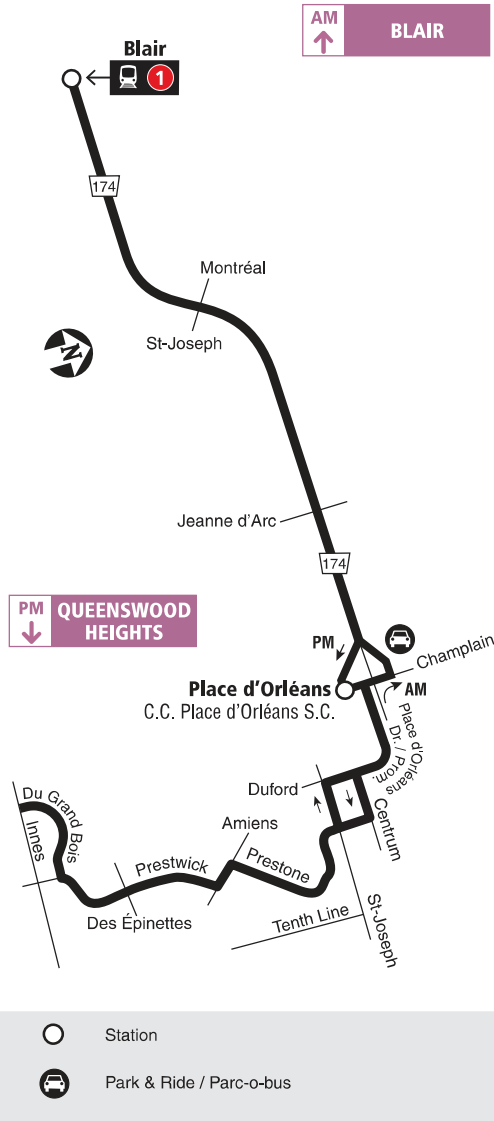 AM
BLAIR
Blair
1
174
Montréal
St-Joseph
N
Jeanne d'Arc
174
PM
QUEENSWOOD
HEIGHTS
PM
Champlain
Place d'Orléans
AM
C.C. Place d'Orléans S.C.
Place d'Orléans
Dr. / Prom.
Duford
Centrum
Du Grand Bois
Innes
Amiens
Prestwick
Prestone
Des Épinettes
Tenth Line
St-Joseph
Station
Park & Ride / Parc-o-bus